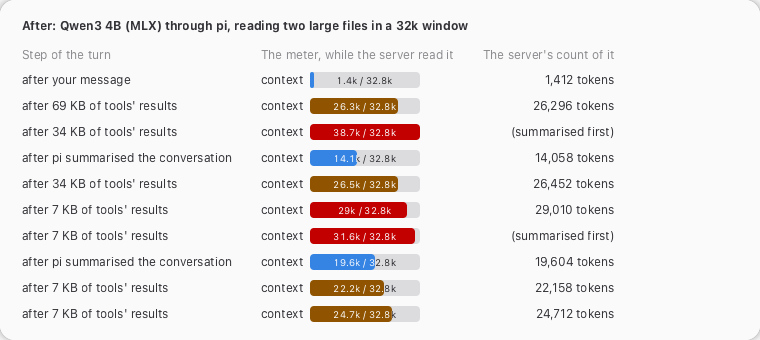 After: Qwen3 4B (MLX) through pi, reading two large files in a 32k window
Step of the turn The meter, while the server read it The server's count of it
after your message context 1.4k / 32.8k 1,412 tokens
after 69 KB of tools' results context 26.3k / 32.8k 26,296 tokens
after 34 KB of tools' results context 38.7k / 32.8k (summarised first)
after pi summarised the conversation context 14.1k / 32.8k 14,058 tokens
after 34 KB of tools' results context 26.5k / 32.8k 26,452 tokens
after 7 KB of tools' results context 29k / 32.8k 29,010 tokens
after 7 KB of tools' results context 31.6k / 32.8k (summarised first)
after pi summarised the conversation context 19.6k / 32.8k 19,604 tokens
after 7 KB of tools' results context 22.2k / 32.8k 22,158 tokens
after 7 KB of tools' results context 24.7k / 32.8k 24,712 tokens